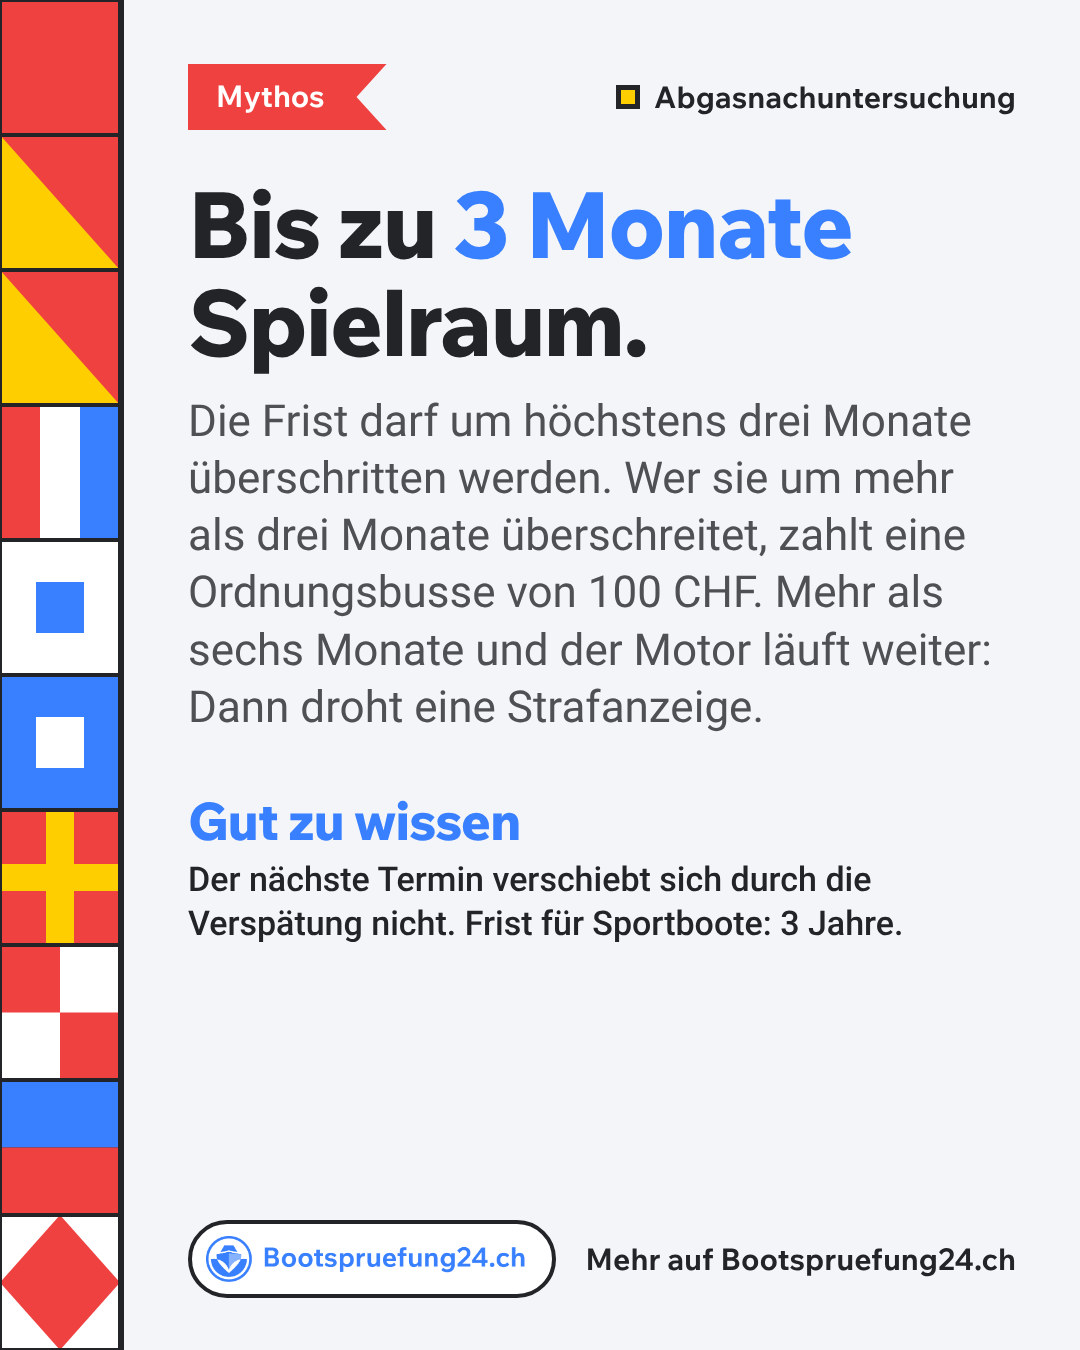 Mythos
Abgasnachuntersuchung
Bis zu 3 Monate
Spielraum.
Die Frist darf um höchstens drei Monate
überschritten werden. Wer sie um mehr
als drei Monate überschreitet, zahlt eine
Ordnungsbusse von 100 CHF. Mehr als
sechs Monate und der Motor läuft weiter:
Dann droht eine Strafanzeige.
Gut zu wissen
Der nächste Termin verschiebt sich durch die
Verspätung nicht. Frist für Sportboote: 3 Jahre.
Bootspruefung24.ch
Mehr auf Bootspruefung24.ch